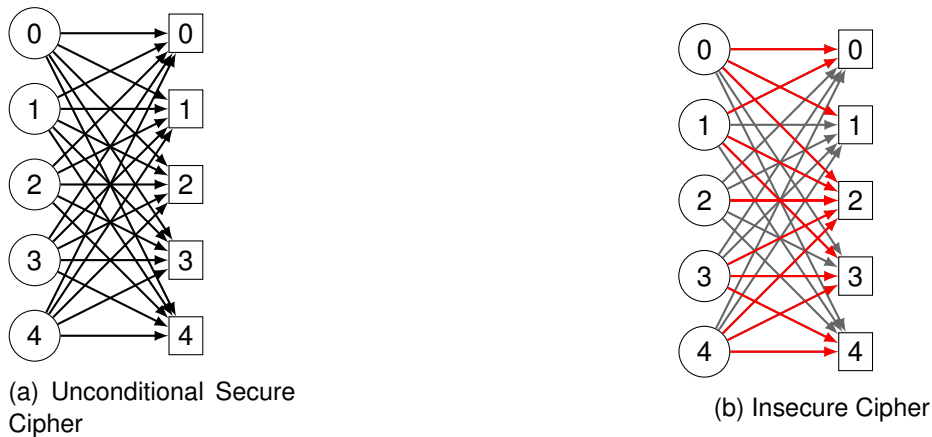 0 0 0 0
1 1 1 1
2 2 2 2
3 3 3 3
4 4 4 4
(a) Unconditional Secure
Cipher
(b) Insecure Cipher